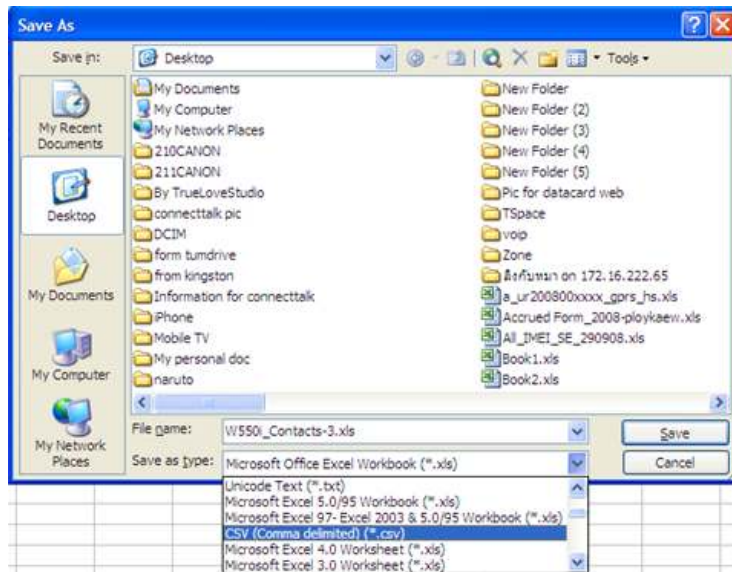 Save As
Save in:
Desktop
Tools
My Recent
Documents
Desktop
My Documents
My Computer
My Network
Places
My Documents
My Computer
My Network Places
210CANON
211CANON
By TrueLoveStudio
connecttalk pic
DCIM
form tumdrive
from kingston
Information for connecttalk
iPhone
Mobile TV
My personal doc
naruto
New Folder
New Folder (2)
New Folder (3)
New Folder (4)
New Folder (5)
Pic for datacard web
TSpace
voip
Zone
on 172.16.222.65
a_ur200800xxxx_gprs_hs.xls
Accrued Form_2008-ploykaew.xls
All_IMEI_SE_290908.xls
Book1.xls
Book2.xls
File name:
W550i_Contacts-3.xls
Save
Save as type:
Microsoft Office Excel Workbook (*.xls)
Cancel
Unicode Text (*.txt)
Microsoft Excel 5.0/95 Workbook (*.xls)
Microsoft Excel 97- Excel 2003 & 5.0/95 Workbook (*.xls)
CSV (Comma delimited) (*.csv)
Microsoft Excel 4.0 Worksheet (*.xls)
Microsoft Excel 3.0 Worksheet (*.xls)